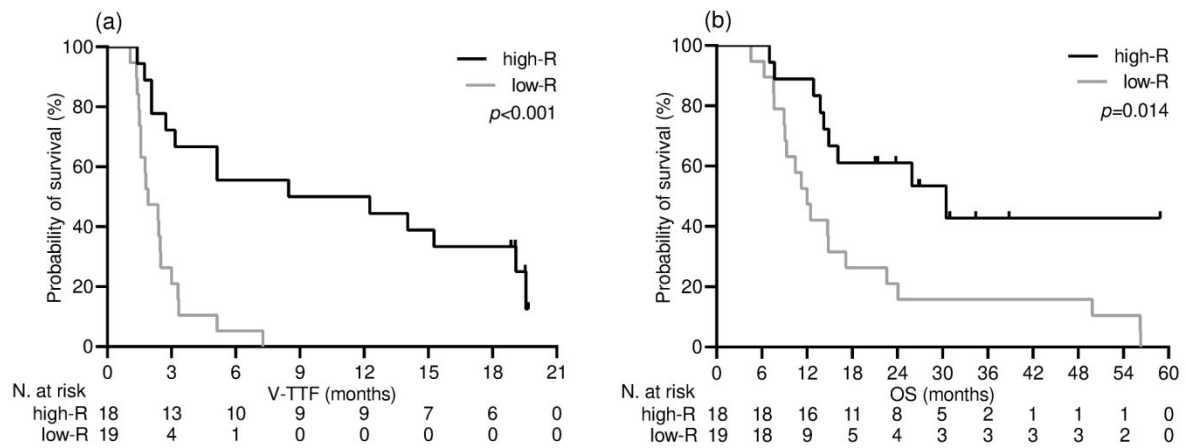 (a)
100
80
60
40
20
0
Probability of survival (%)
high-R
low-R
p<0.001
0 3 6 9 12 15 18 21
N. at risk V-TTF (months)
high-R 18 13 10 9 9 7 6 0
low-R 19 4 1 0 0 0 0 0
(b)
100
80
60
40
20
0
Probability of survival (%)
high-R
low-R
p=0.014
0 6 12 18 24 30 36 42 48 54 60
N. at risk OS (months)
high-R 18 18 16 11 8 5 2 1 1 1 0
low-R 19 18 9 5 4 3 3 3 3 2 0